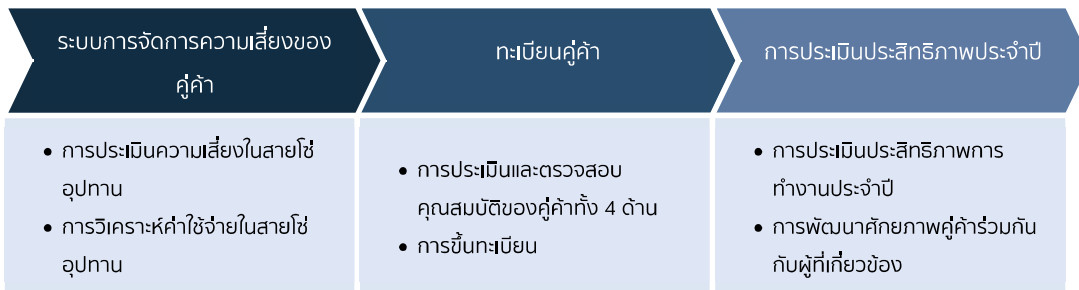 ระบบการจัดการความเสี่ยงของ
คู่ค้า
ทะเบียนคู่ค้า
การประเมินประสิทธิภาพประจำปี
• การประเมินความเสี่ยงในสายโซ่
อุปทาน
• การวิเคราะห์ค่าใช้จ่ายในสายโซ่
อุปทาน
• การประเมินและตรวจสอบ
คุณสมบัติของคู่ค้าทั้ง 4 ด้าน
• การขึ้นทะเบียน
• การประเมินประสิทธิภาพการ
ทำงานประจำปี
• การพัฒนาศักยภาพคู่ค้าร่วมกัน
กับผู้ที่เกี่ยวข้อง